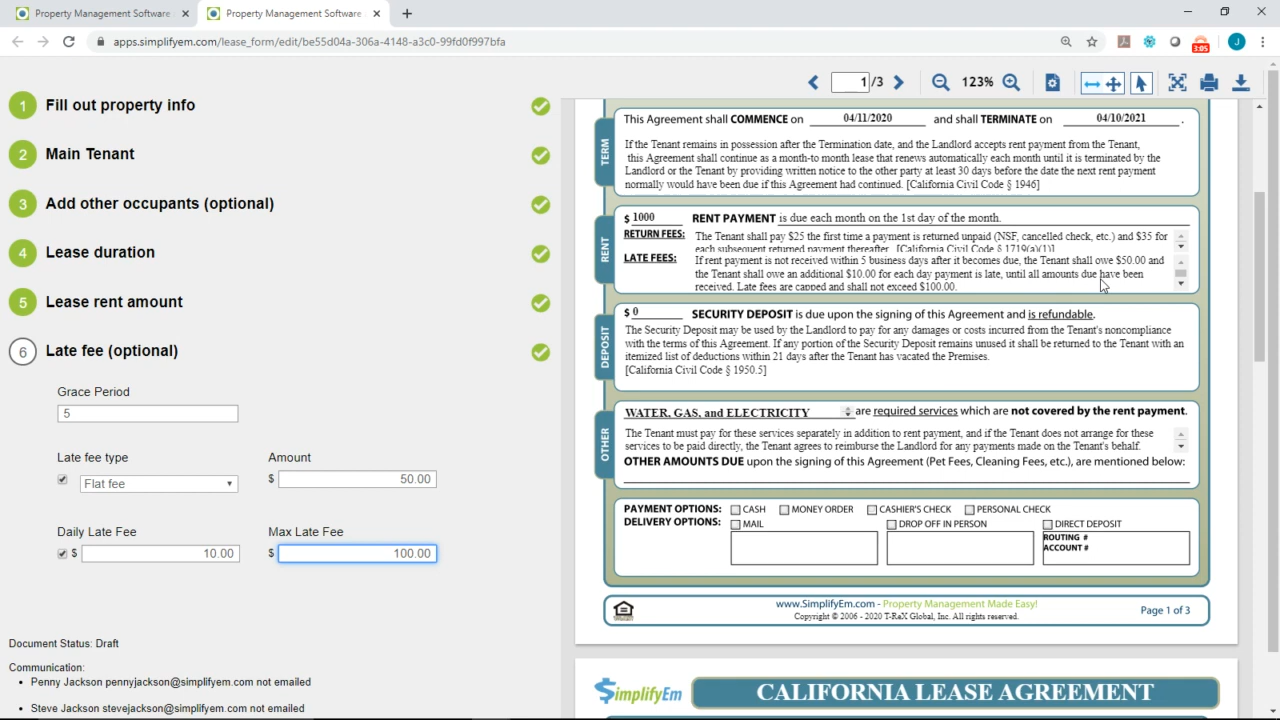 Property Management Software
Property Management Software
apps.simplifyem.com/lease_form/edit/be55d04a-306a-4148-a3c0-99fd0f997bfa
3:05
J
1 Fill out property info
2 Main Tenant
3 Add other occupants (optional)
4 Lease duration
5 Lease rent amount
6 Late fee (optional)
Grace Period
5
Late fee type
Amount
Flat fee
$ 50.00
Daily Late Fee
Max Late Fee
$ 10.00
$ 100.00
Document Status: Draft
Communication:
• Penny Jackson pennyjackson@simplifyem.com not emailed
• Steve Jackson stevejackson@simplifyem.com not emailed
1 /3
123%
TERM
This Agreement shall COMMENCE on 04/11/2020 and shall TERMINATE on 04/10/2021 .
If the Tenant remains in possession after the Termination date, and the Landlord accepts rent payment from the Tenant,
this Agreement shall continue as a month-to month lease that renews automatically each month until it is terminated by the
Landlord or the Tenant by providing written notice to the other party at least 30 days before the date the next rent payment
normally would have been due if this Agreement had continued. [California Civil Code § 1946]
RENT
$ 1000 RENT PAYMENT is due each month on the 1st day of the month.
RETURN FEES: The Tenant shall pay $25 the first time a payment is returned unpaid (NSF, cancelled check, etc.) and $35 for
each subsequent returned payment thereafter. [California Civil Code § 1719(a)(1)]
LATE FEES: If rent payment is not received within 5 business days after it becomes due, the Tenant shall owe $50.00 and
the Tenant shall owe an additional $10.00 for each day payment is late, until all amounts due have been
received. Late fees are capped and shall not exceed $100.00.
DEPOSIT
$ 0 SECURITY DEPOSIT is due upon the signing of this Agreement and is refundable.
The Security Deposit may be used by the Landlord to pay for any damages or costs incurred from the Tenant's noncompliance
with the terms of this Agreement. If any portion of the Security Deposit remains unused it shall be returned to the Tenant with an
itemized list of deductions within 21 days after the Tenant has vacated the Premises.
[California Civil Code § 1950.5]
OTHER
WATER, GAS, and ELECTRICITY are required services which are not covered by the rent payment.
The Tenant must pay for these services separately in addition to rent payment, and if the Tenant does not arrange for these
services to be paid directly, the Tenant agrees to reimburse the Landlord for any payments made on the Tenant's behalf.
OTHER AMOUNTS DUE upon the signing of this Agreement (Pet Fees, Cleaning Fees, etc.), are mentioned below:
PAYMENT OPTIONS: CASH MONEY ORDER CASHIER'S CHECK PERSONAL CHECK
DELIVERY OPTIONS: MAIL DROP OFF IN PERSON DIRECT DEPOSIT
ROUTING #
ACCOUNT #
www.SimplifyEm.com - Property Management Made Easy!
Copyright © 2006 - 2020 T-ReX Global, Inc. All rights reserved.
Page 1 of 3
SimplifyEm
CALIFORNIA LEASE AGREEMENT